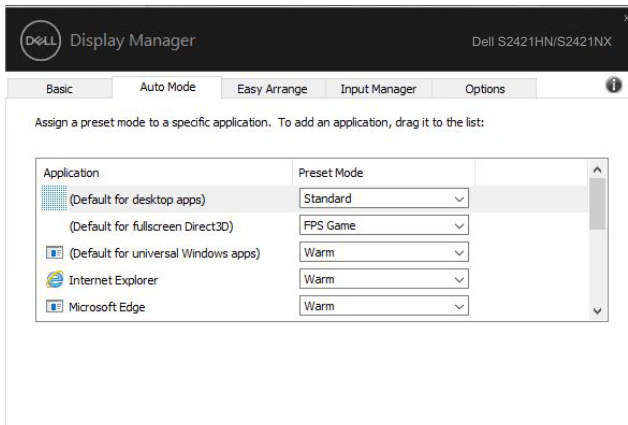 DELL Display Manager Dell S2421HN/S2421NX
Basic Auto Mode Easy Arrange Input Manager Options
Assign a preset mode to a specific application. To add an application, drag it to the list:
Application Preset Mode
(Default for desktop apps) Standard
(Default for fullscreen Direct3D) FPS Game
(Default for universal Windows apps) Warm
Internet Explorer Warm
Microsoft Edge Warm